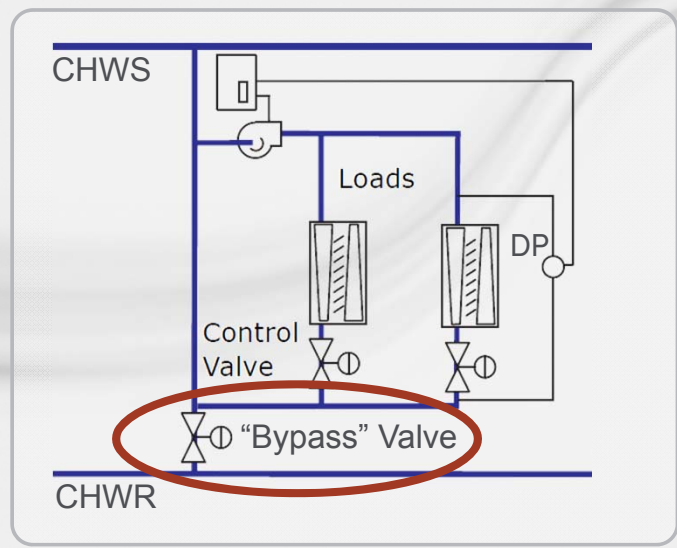 CHWS
Loads
DP
Control
Valve
“Bypass” Valve
CHWR